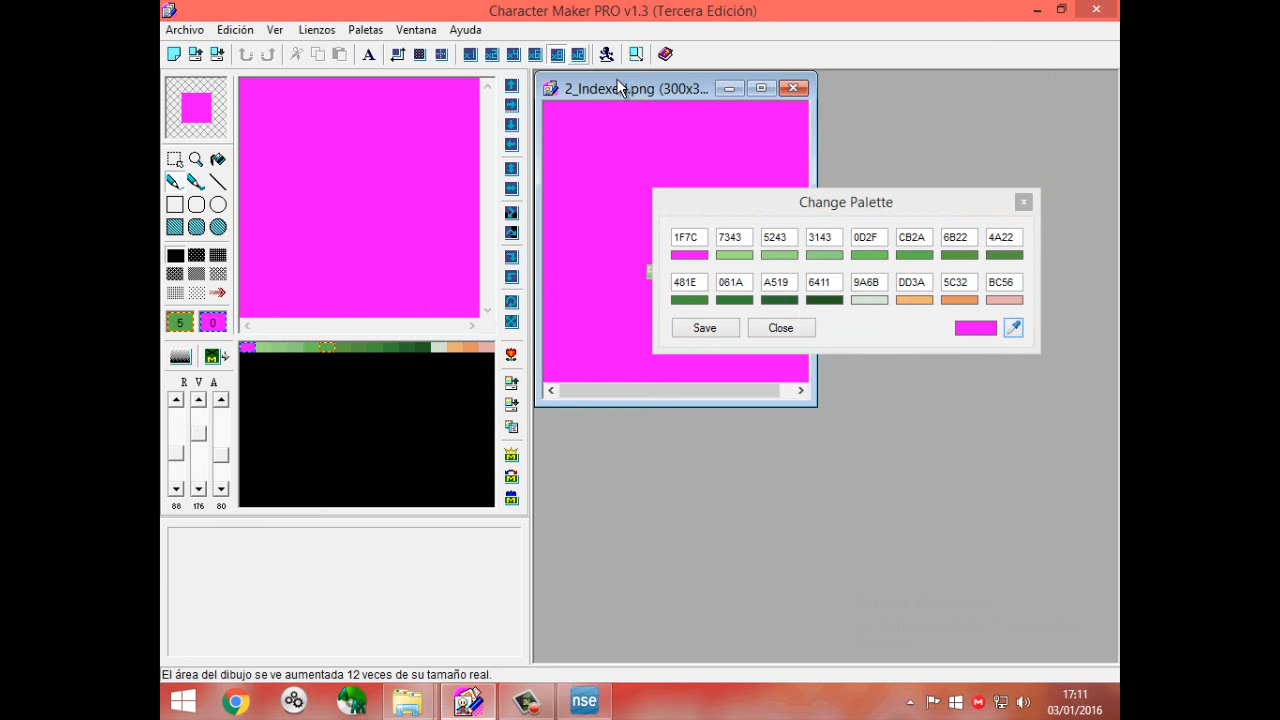 Character Maker PRO v1.3 (Tercera Edición)
Archivo Edición Ver Lienzos Paletas Ventana Ayuda
A x1 x2
2_Indexe .png (300x3...
Change Palette
1F7C 7343 5243 3143 0D2F CB2A 6B22 4A22
481E 061A A519 6411 9A6B DD3A 5C32 BC56
5 0
Save Close
R V A
88 176 80
El área del dibujo se ve aumentada 12 veces de su tamaño real.
nse
17:11
03/01/2016